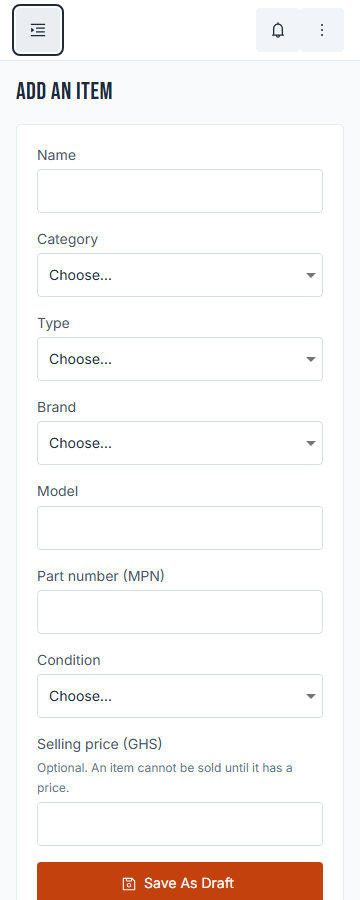 ADD AN ITEM
Name
Category
Choose...
Type
Choose...
Brand
Choose...
Model
Part number (MPN)
Condition
Choose...
Selling price (GHS)
Optional. An item cannot be sold until it has a
price.
Save As Draft